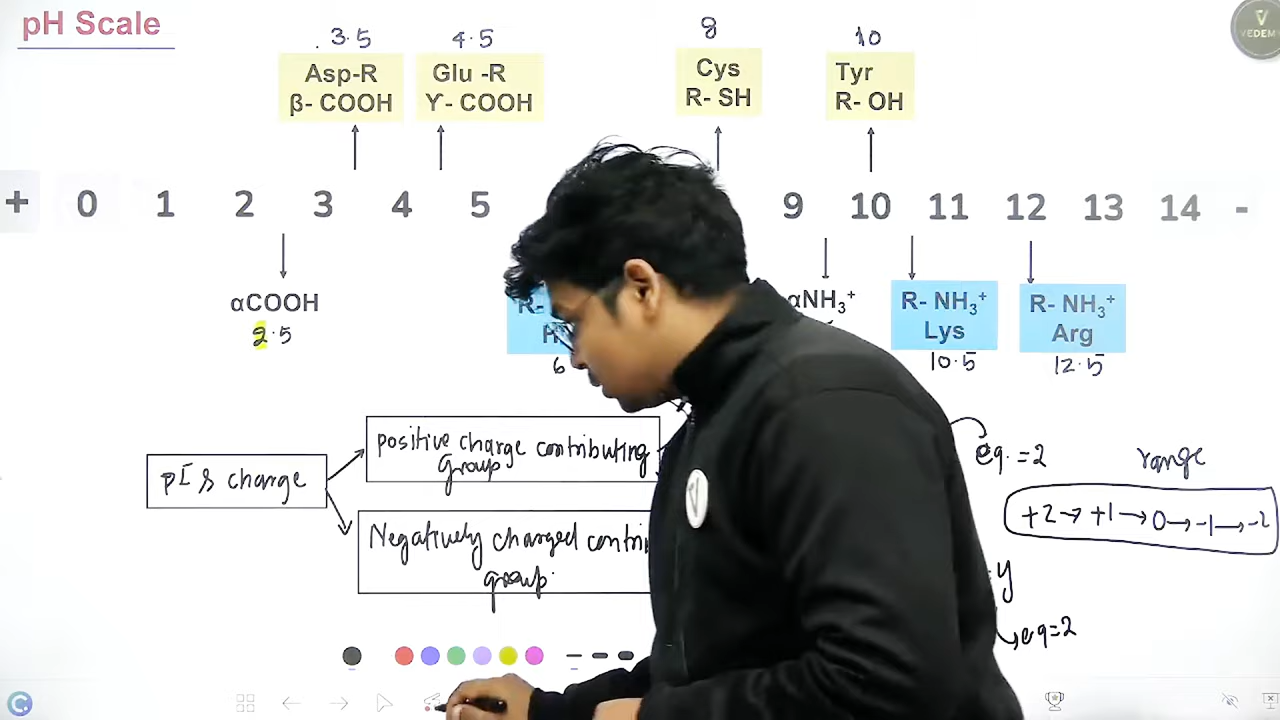 pH Scale
3.5
4.5
8
10
VEDEM
Asp-R
β- COOH
Glu -R
ϒ- COOH
Cys
R- SH
Tyr
R- OH
+ 0 1 2 3 4 5 9 10 11 12 13 14 -
αCOOH
2.5
R-
H
6
αNH₃⁺
R- NH₃⁺
Lys
10.5
R- NH₃⁺
Arg
12.5
pI & charge
positive charge contributing
group
Negatively charged
group
eq. = 2
range
+2→+1→0→-1→-2
y
eq=2